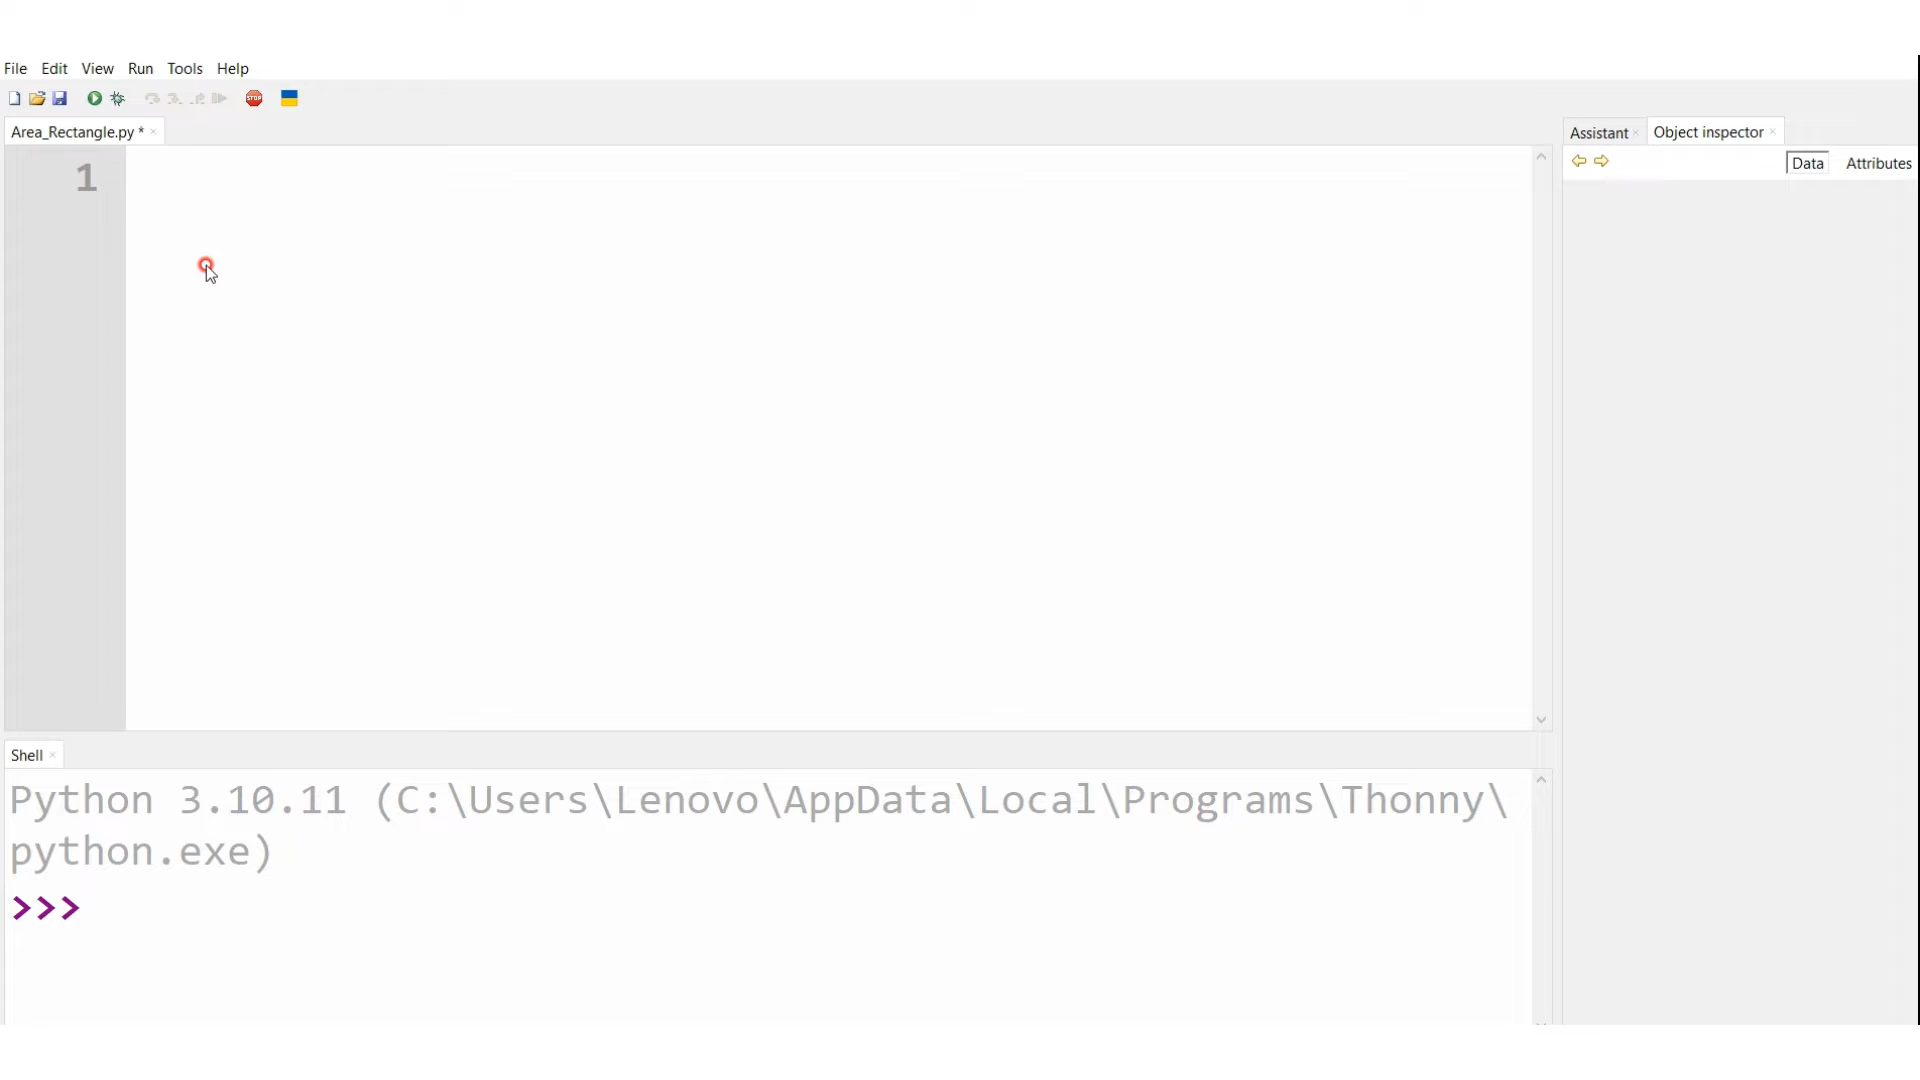 File Edit View Run Tools Help
STOP
Area_Rectangle.py *
Assistant Object inspector
Data Attributes
1
Shell
Python 3.10.11 (C:\Users\Lenovo\AppData\Local\Programs\Thonny\
python.exe)
>>>